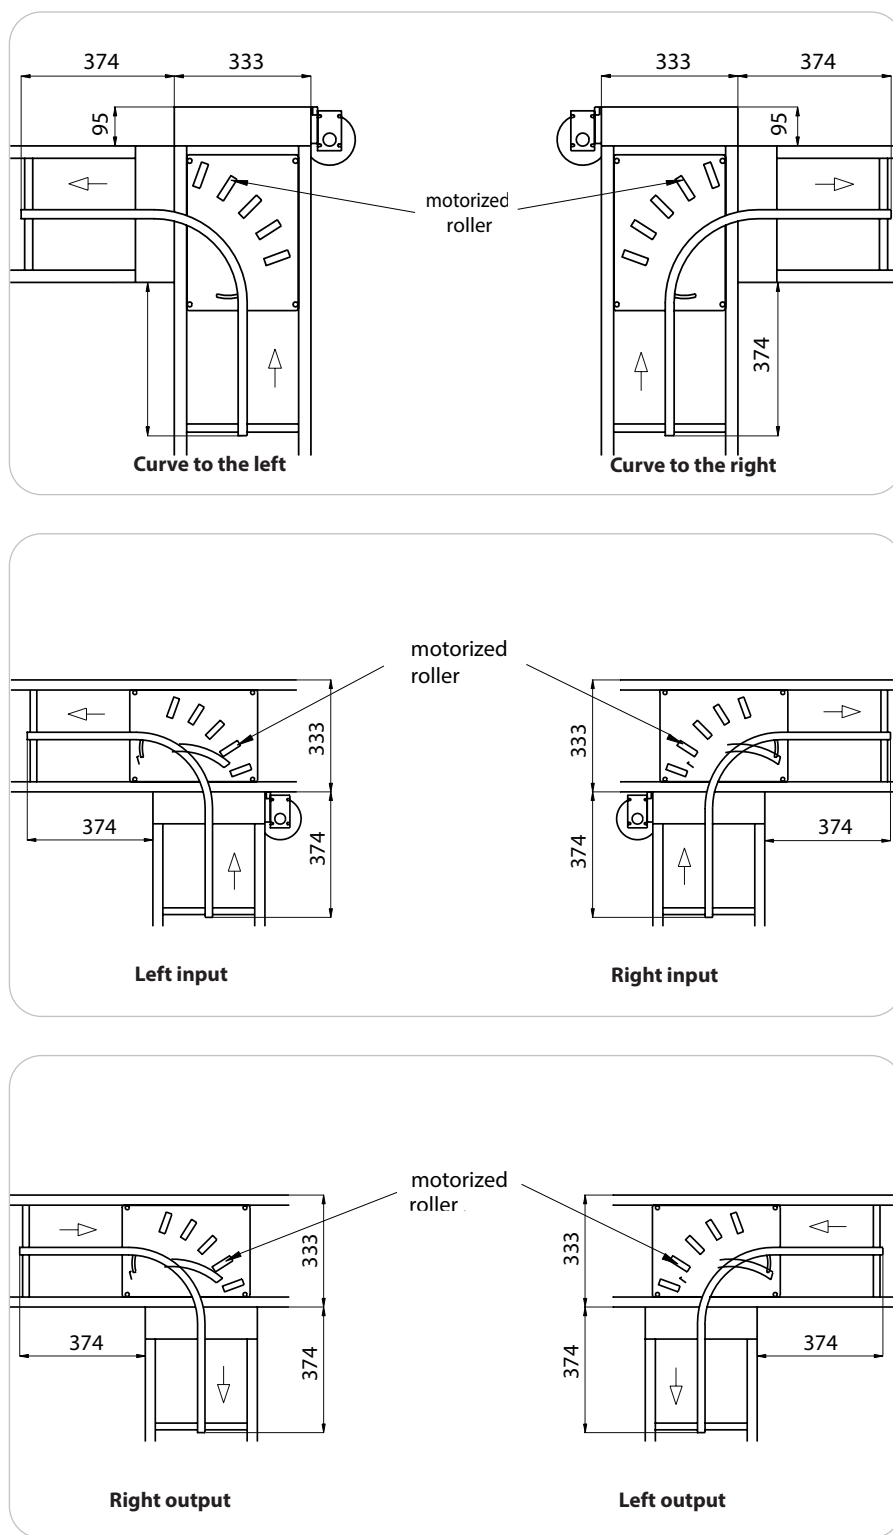 374
333
333
374
95
95
motorized
roller
374
Curve to the left
Curve to the right
motorized
roller
333
333
374
374
374
374
Left input
Right input
motorized
roller
333
333
374
374
374
374
Right output
Left output